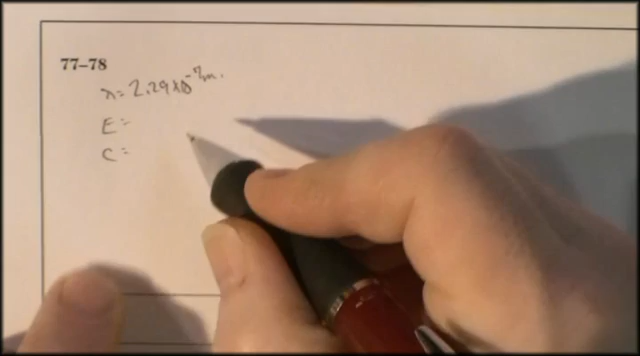 77–78
λ = 2.29×10⁻⁷m.
E =
C =